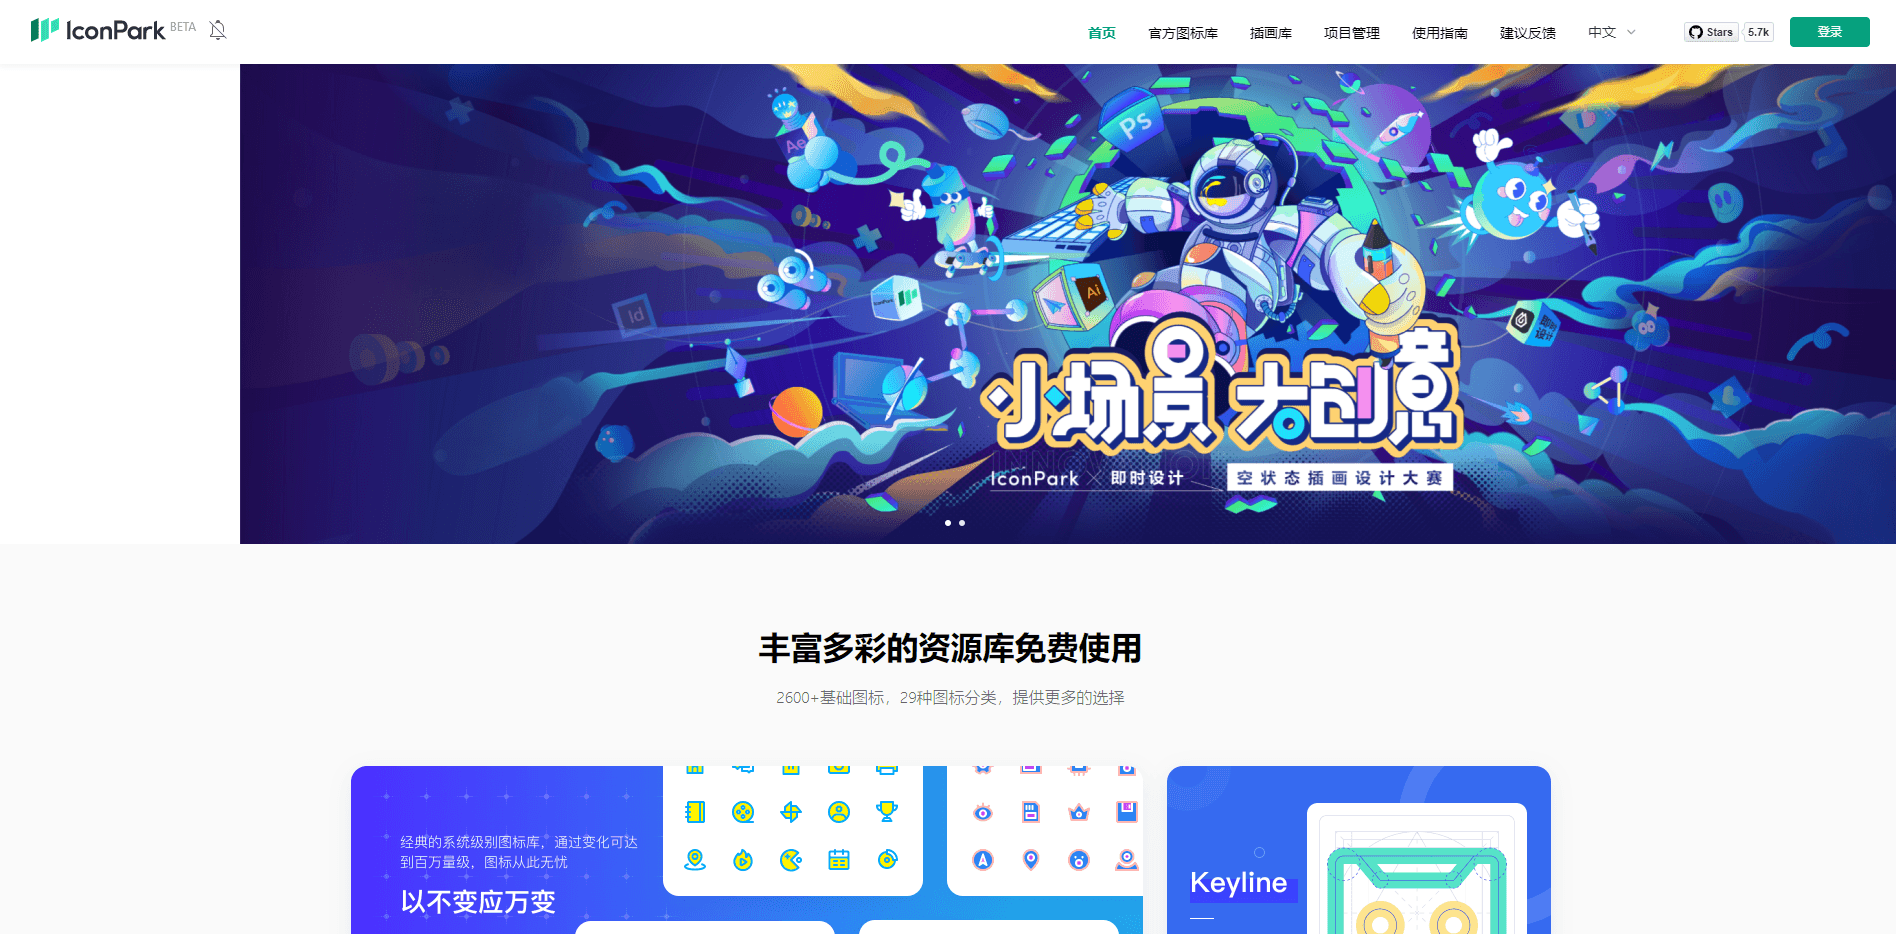 IconPark BETA
首页 官方图标库 插画库 项目管理 使用指南 建议反馈 中文 Stars 5.7k 登录
Ae
Ps
Ai
Id
IconPark
即时设计
小场景 大创意
IconPark × 即时设计 空状态插画设计大赛
丰富多彩的资源库免费使用
2600+基础图标，29种图标分类，提供更多的选择
经典的系统级别图标库，通过变化可达
到百万量级，图标从此无忧
以不变应万变
Keyline